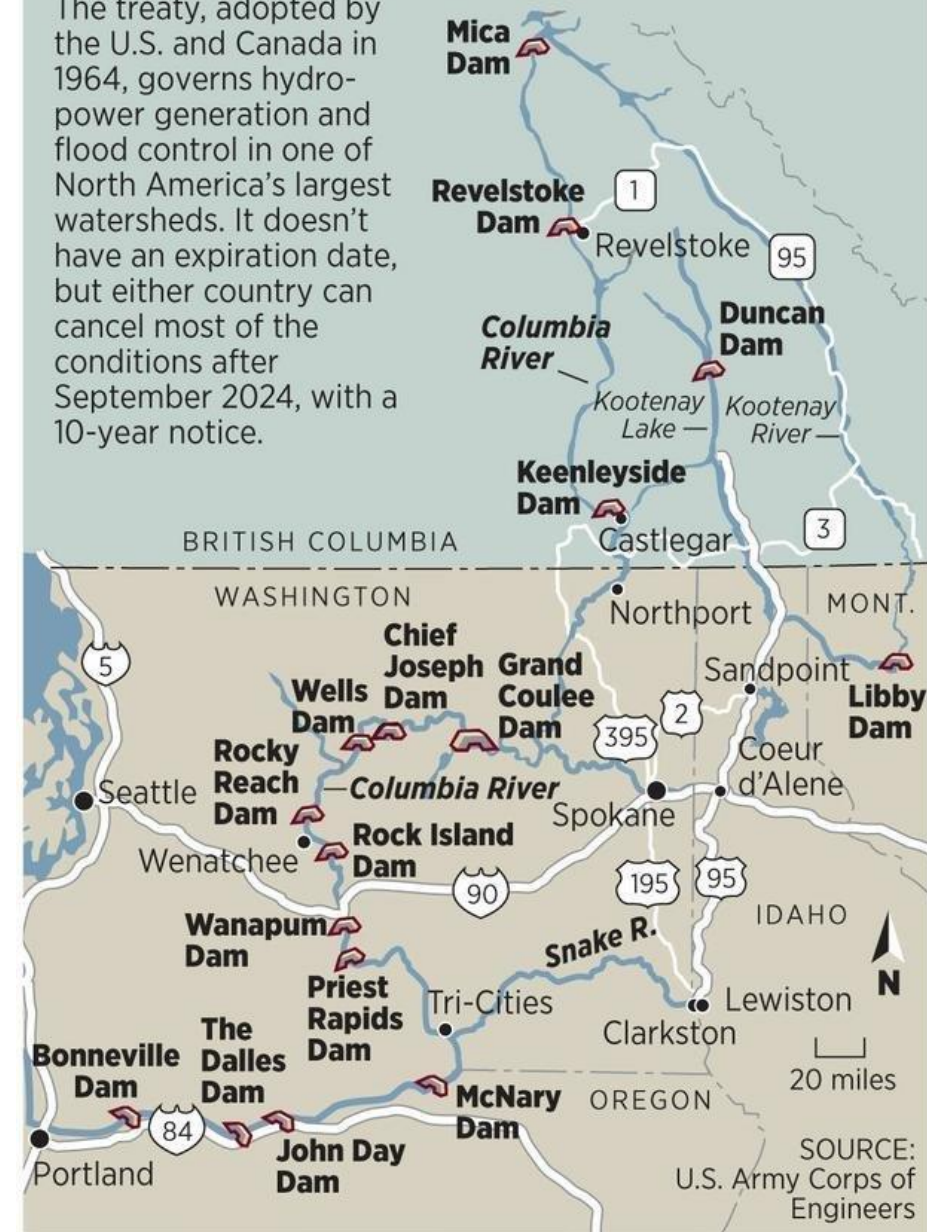 The treaty, adopted by
the U.S. and Canada in
1964, governs hydro-
power generation and
flood control in one of
North America's largest
watersheds. It doesn't
have an expiration date,
but either country can
cancel most of the
conditions after
September 2024, with a
10-year notice.
Mica
Dam
Revelstoke
Dam
1
Revelstoke
95
Columbia
River
Duncan
Dam
Kootenay
Lake
Kootenay
River
Keenleyside
Dam
Castlegar
3
BRITISH COLUMBIA
WASHINGTON
Northport
MONT.
5
Chief
Joseph
Dam
Grand
Coulee
Dam
Wells
Dam
Sandpoint
2
395
Libby
Dam
Rocky
Reach
Dam
Columbia River
Coeur
d'Alene
Seattle
Spokane
Wenatchee
Rock Island
Dam
90
195
95
Wanapum
Dam
IDAHO
Snake R.
N
Priest
Rapids
Dam
Tri-Cities
Lewiston
Clarkston
20 miles
Bonneville
Dam
The
Dalles
Dam
McNary
Dam
OREGON
84
John Day
Dam
Portland
SOURCE:
U.S. Army Corps of
Engineers